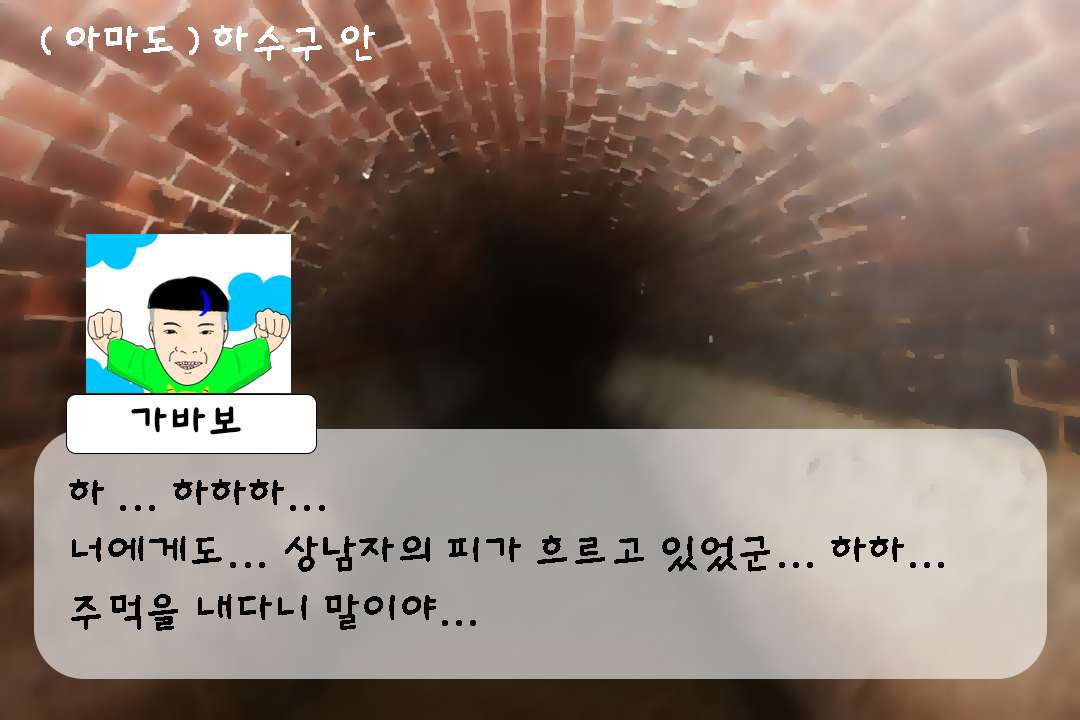 ( 아마도 ) 하수구 안
가바보
하 ... 하하하...
너에게도... 상남자의 피가 흐르고 있었군... 하하...
주먹을 내다니 말이야...